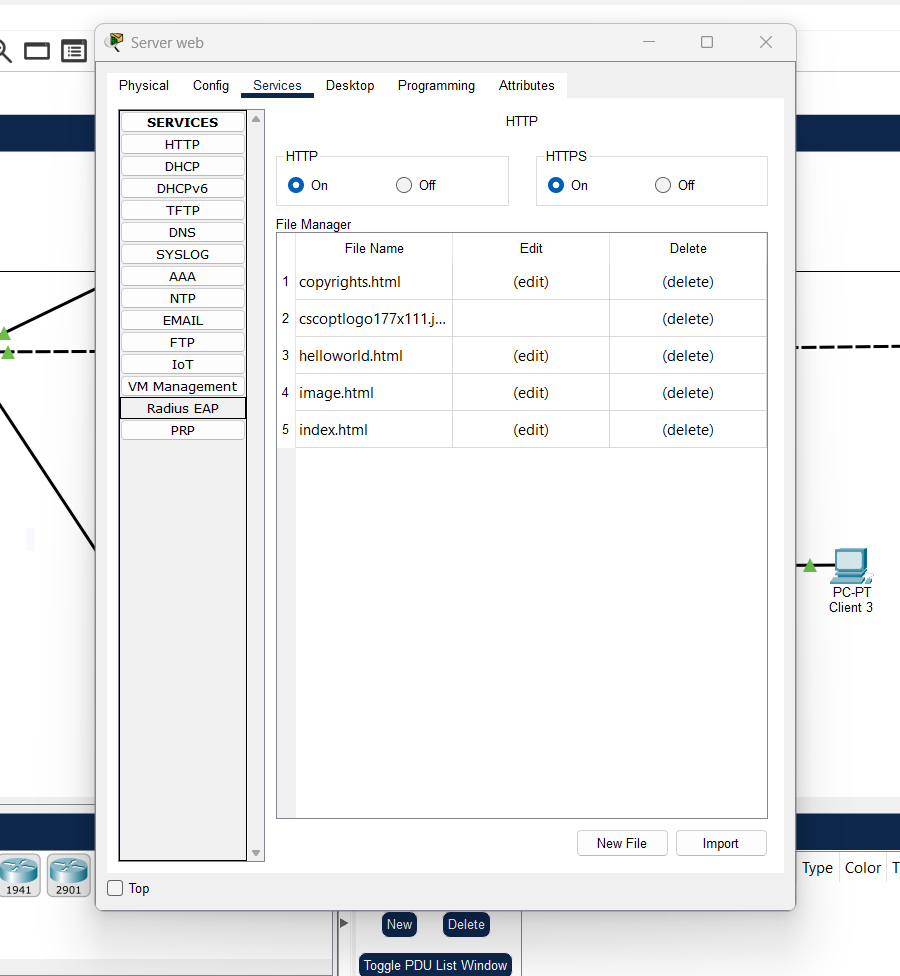 Server web
Physical Config Services Desktop Programming Attributes
SERVICES
HTTP
DHCP
DHCPv6
TFTP
DNS
SYSLOG
AAA
NTP
EMAIL
FTP
IoT
VM Management
Radius EAP
PRP
HTTP
HTTP
On Off
HTTPS
On Off
File Manager
File Name Edit Delete
1 copyrights.html (edit) (delete)
2 cscoptlogo177x111.j... (delete)
3 helloworld.html (edit) (delete)
4 image.html (edit) (delete)
5 index.html (edit) (delete)
New File Import
Top
PC-PT
Client 3
1941
2901
Type Color T
New Delete
Toggle PDU List Window